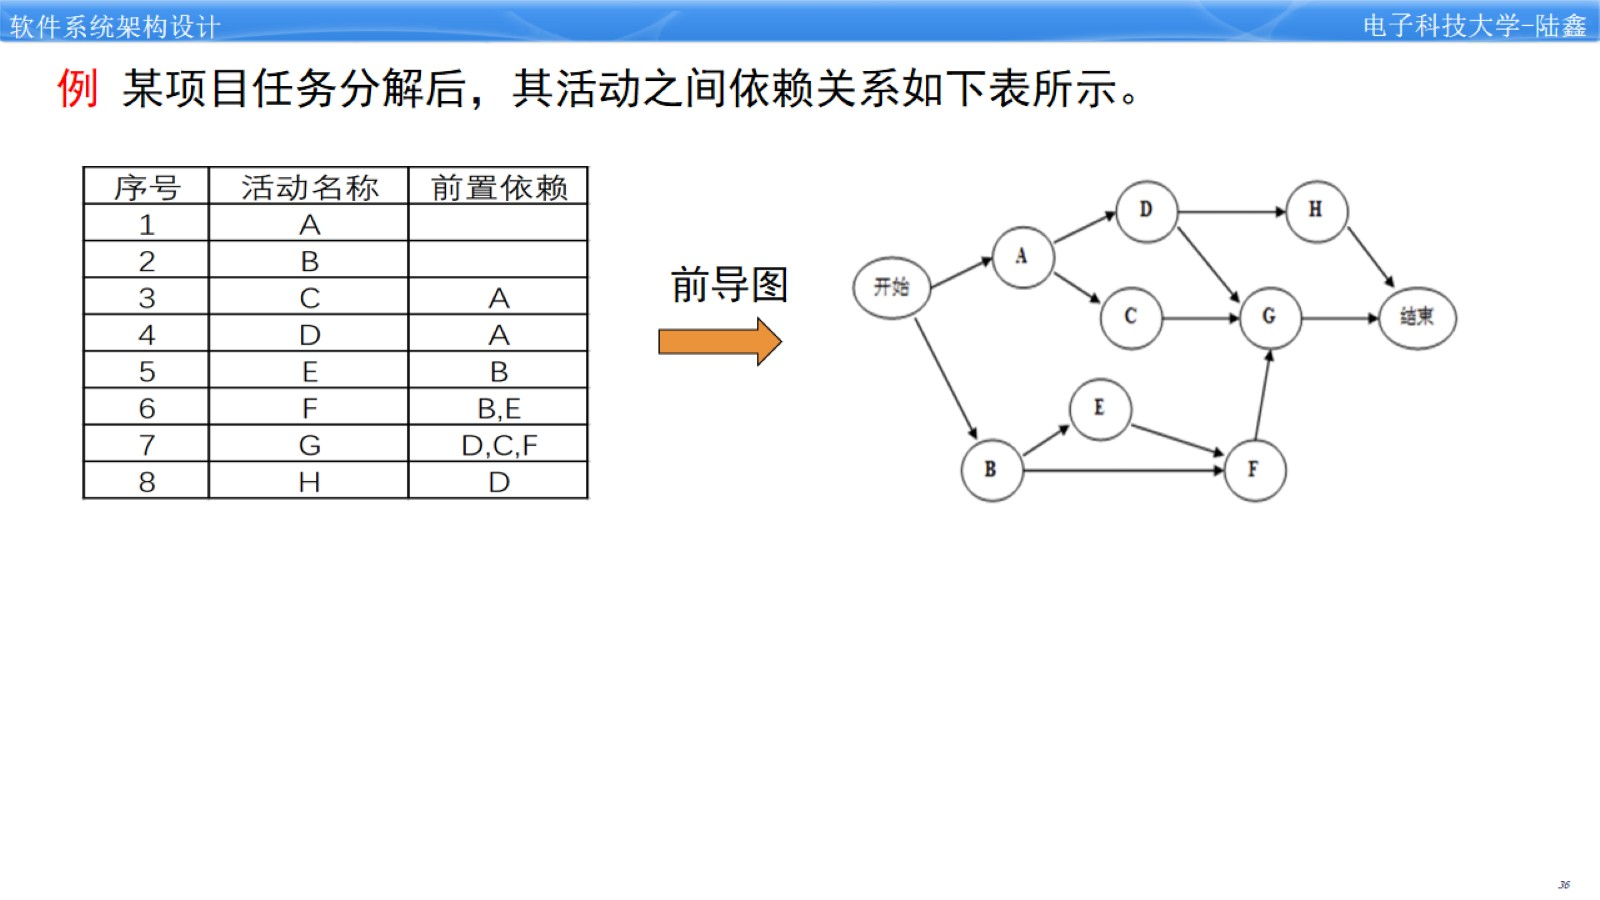 软件系统架构设计
电子科技大学-陆鑫
例 某项目任务分解后，其活动之间依赖关系如下表所示。
序号 活动名称 前置依赖
1 A
2 B
3 C A
4 D A
5 E B
6 F B,E
7 G D,C,F
8 H D
前导图
D
H
A
开始
C
G
结束
E
B
F
36